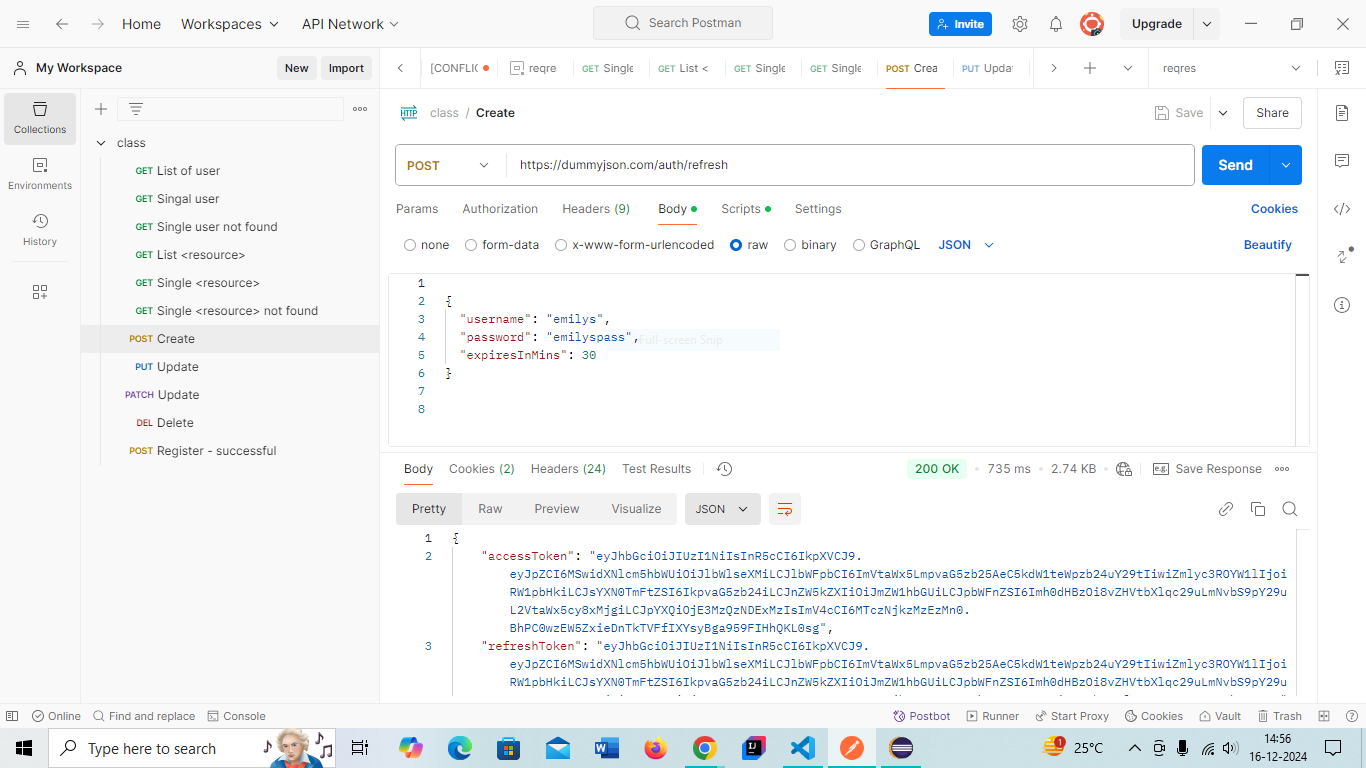 Home Workspaces API Network Search Postman Invite Upgrade
My Workspace New Import [CONFLIC reqre GET Single GET List < GET Single GET Single POST Crea PUT Upda reqres
Collections
Environments
History
class
GET List of user
GET Singal user
GET Single user not found
GET List <resource>
GET Single <resource>
GET Single <resource> not found
POST Create
PUT Update
PATCH Update
DEL Delete
POST Register - successful
HTTP class / Create Save Share
POST https://dummyjson.com/auth/refresh Send
Params Authorization Headers (9) Body Scripts Settings Cookies
none form-data x-www-form-urlencoded raw binary GraphQL JSON Beautify
1
2 {
3 "username": "emilys",
4 "password": "emilyspass",
Full-screen Snip
5 "expiresInMins": 30
6 }
7
8
Body Cookies (2) Headers (24) Test Results 200 OK 735 ms 2.74 KB e.g. Save Response
Pretty Raw Preview Visualize JSON
1 {
2 "accessToken": "eyJhbGciOiJIUzI1NiIsInR5cCI6IkpXVCJ9.
eyJpZCI6MSwidXNlcm5hbWUiOiJlbWlseXMiLCJlbWFpbCI6ImVtaWx5LmpvaG5zb25AeC5kdW1teWpzb24uY29tIiwiZmlyc3ROYW1lIjoi
RW1pbHkiLCJsYXN0TmFtZSI6IkpvaG5zb24iLCJnZW5kZXIiOiJmZW1hbGUiLCJpbWFnZSI6Imh0dHBzOi8vZHVtbXlqc29uLmNvbS9pY29u
L2VtaWx5cy8xMjgiLCJpYXQiOjE3MzQzNDExMzIsImV4cCI6MTczNjkzMzEzMn0.
BhPC0wzEW5ZxieDnTkTVFfIXYsyBga959FIHhQKL0sg",
3 "refreshToken": "eyJhbGciOiJIUzI1NiIsInR5cCI6IkpXVCJ9.
eyJpZCI6MSwidXNlcm5hbWUiOiJlbWlseXMiLCJlbWFpbCI6ImVtaWx5LmpvaG5zb25AeC5kdW1teWpzb24uY29tIiwiZmlyc3ROYW1lIjoi
RW1pbHkiLCJsYXN0TmFtZSI6IkpvaG5zb24iLCJnZW5kZXIiOiJmZW1hbGUiLCJpbWFnZSI6Imh0dHBzOi8vZHVtbXlqc29uLmNvbS9pY29u
Online Find and replace Console Postbot Runner Start Proxy Cookies Vault Trash
Type here to search 1 25°C 14:56
16-12-2024